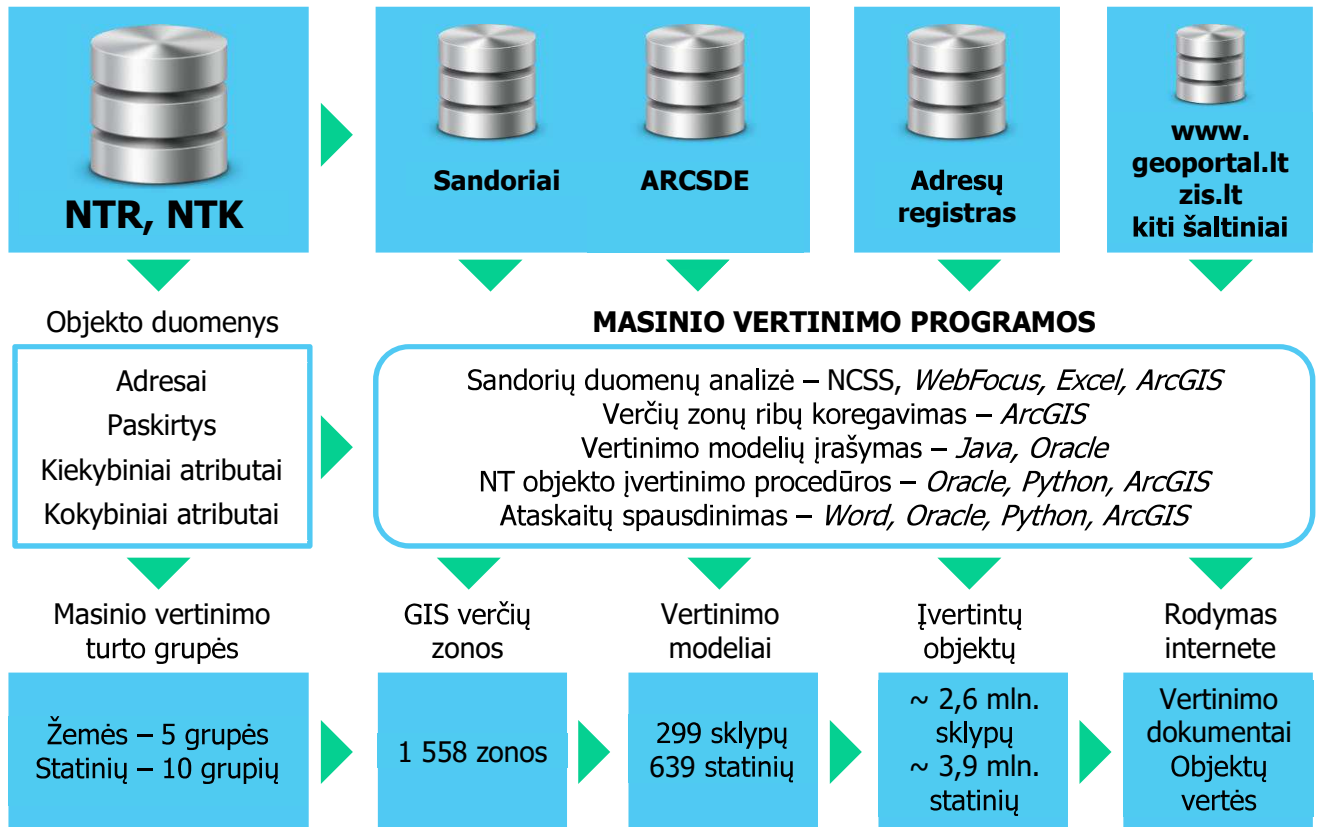 NTR, NTK
Sandoriai
ARCSDE
Adresų
registras
www.
geoportal.lt
zis.lt
kiti šaltiniai
Objekto duomenys
Adresai
Paskirtys
Kiekybiniai atributai
Kokybiniai atributai
MASINIO VERTINIMO PROGRAMOS
Sandorių duomenų analizė – NCSS, WebFocus, Excel, ArcGIS
Verčių zonų ribų koregavimas – ArcGIS
Vertinimo modelių įrašymas – Java, Oracle
NT objekto įvertinimo procedūros – Oracle, Python, ArcGIS
Ataskaitų spausdinimas – Word, Oracle, Python, ArcGIS
Masinio vertinimo
turto grupės
Žemės – 5 grupės
Statinių – 10 grupių
GIS verčių
zonos
1 558 zonos
Vertinimo
modeliai
299 sklypų
639 statinių
Įvertintų
objektų
~ 2,6 mln.
sklypų
~ 3,9 mln.
statinių
Rodymas
internete
Vertinimo
dokumentai
Objektų
vertės